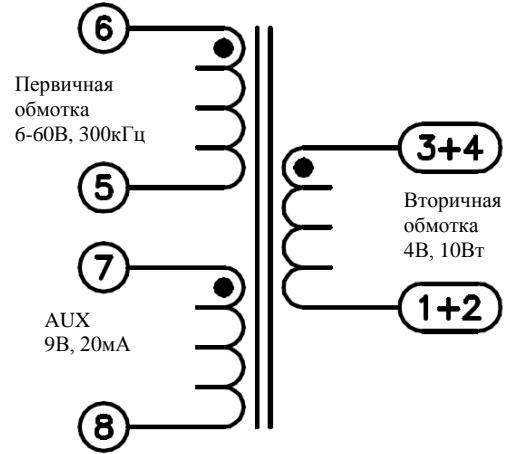 6
Первичная
обмотка
6-60В, 300кГц
5
3+4
Вторичная
обмотка
4В, 10Вт
1+2
7
AUX
9В, 20мА
8